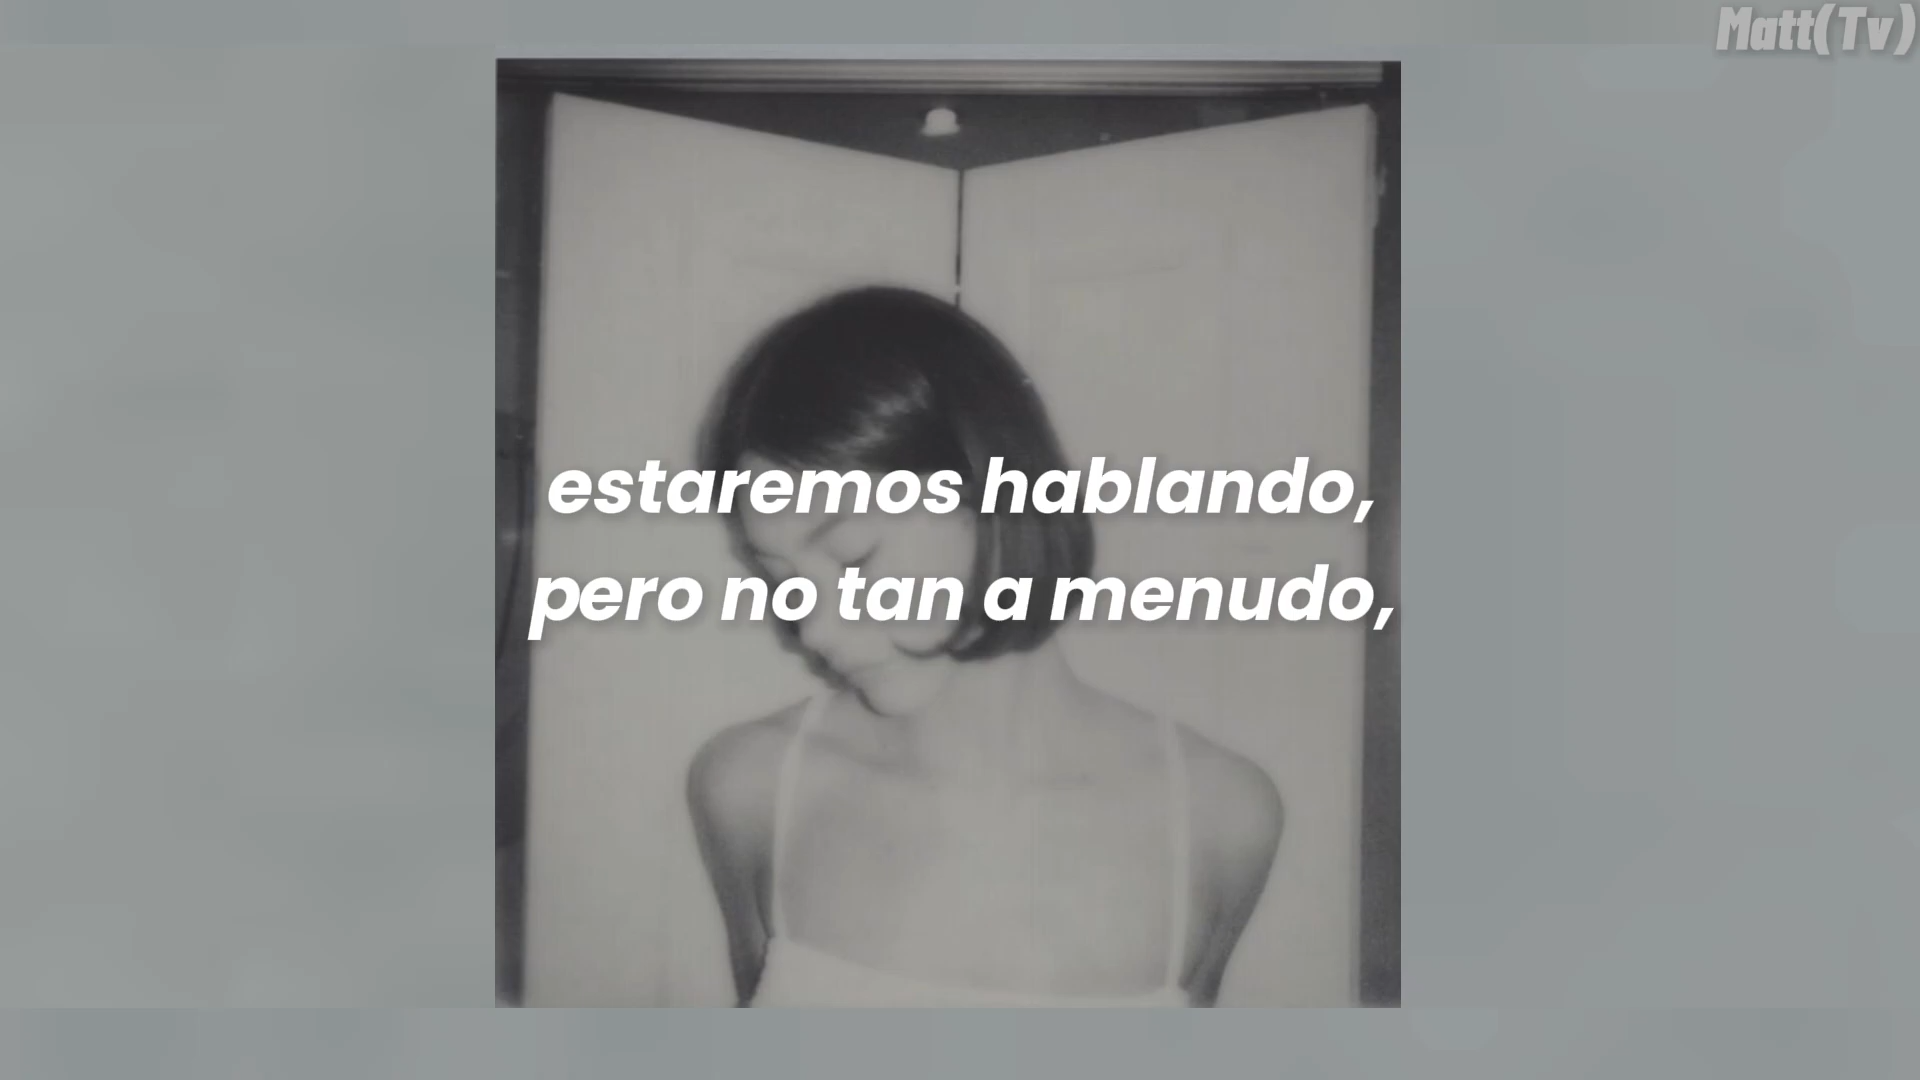 Matt(Tv)
estaremos hablando,
pero no tan a menudo,